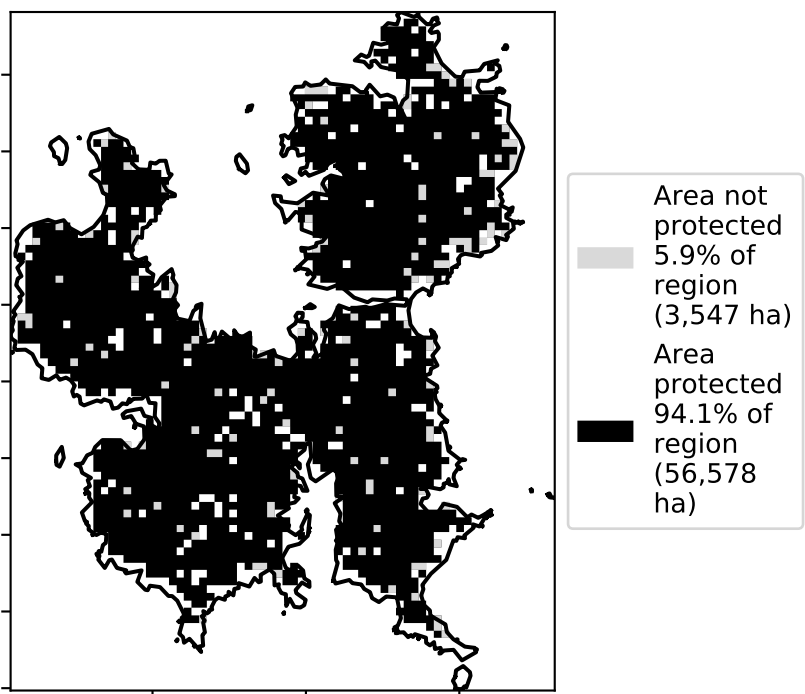 Area not
protected
5.9% of
region
(3,547 ha)
Area
protected
94.1% of
region
(56,578
ha)